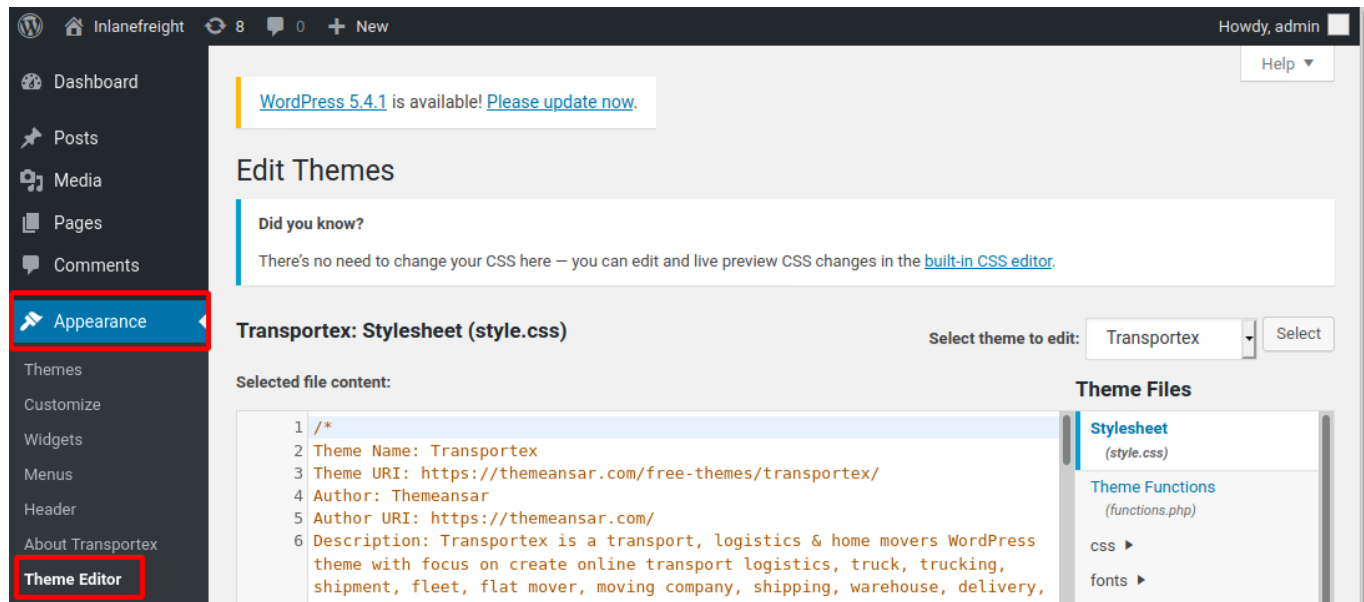 Inlanefreight 8 0 + New Howdy, admin
Help ▼
Dashboard
Posts
Media
Pages
Comments
Appearance
Themes
Customize
Widgets
Menus
Header
About Transportex
Theme Editor
WordPress 5.4.1 is available! Please update now.
Edit Themes
Did you know?
There’s no need to change your CSS here — you can edit and live preview CSS changes in the built-in CSS editor.
Transportex: Stylesheet (style.css)
Select theme to edit: Transportex Select
Selected file content:
1 /*
2 Theme Name: Transportex
3 Theme URI: https://themeansar.com/free-themes/transportex/
4 Author: Themeansar
5 Author URI: https://themeansar.com/
6 Description: Transportex is a transport, logistics & home movers WordPress
theme with focus on create online transport logistics, truck, trucking,
shipment, fleet, flat mover, moving company, shipping, warehouse, delivery,
Theme Files
Stylesheet
(style.css)
Theme Functions
(functions.php)
css ▶
fonts ▶